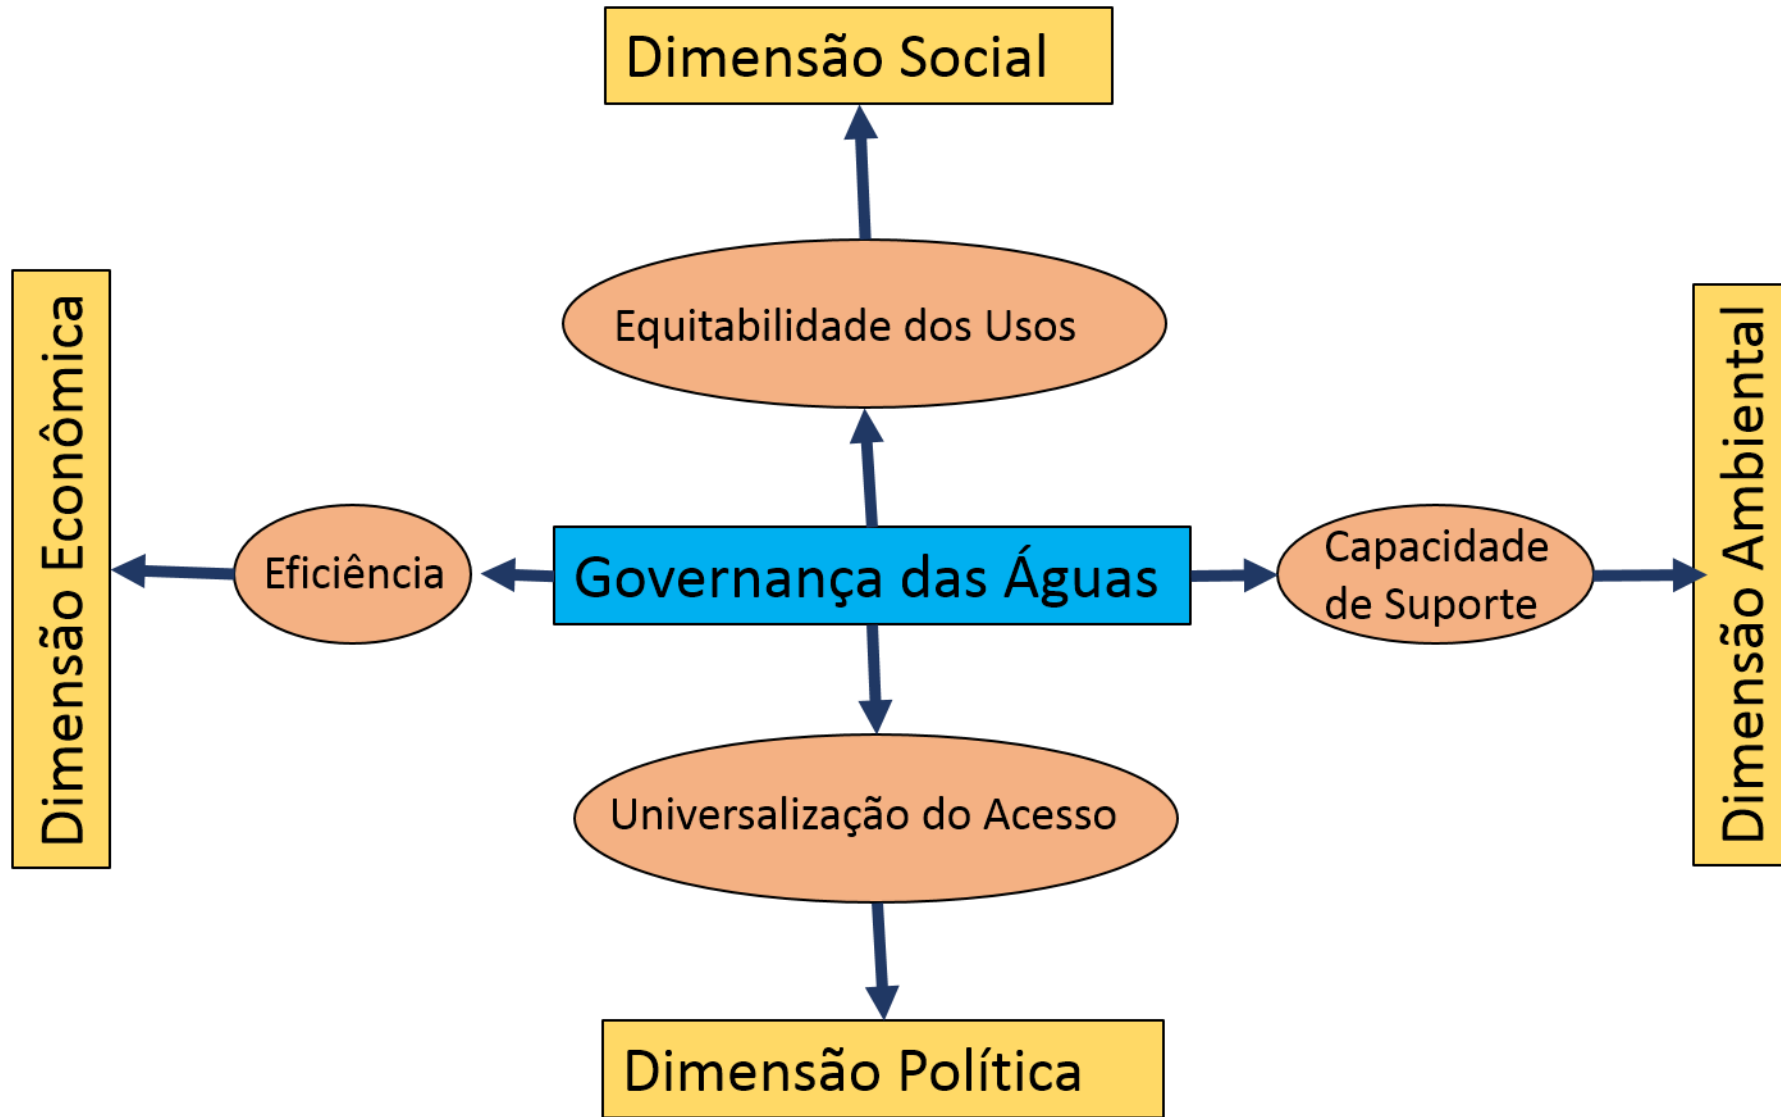 Dimensão Social
Equitabilidade dos Usos
Dimensão Econômica
Eficiência
Governança das Águas
Capacidade
de Suporte
Dimensão Ambiental
Universalização do Acesso
Dimensão Política